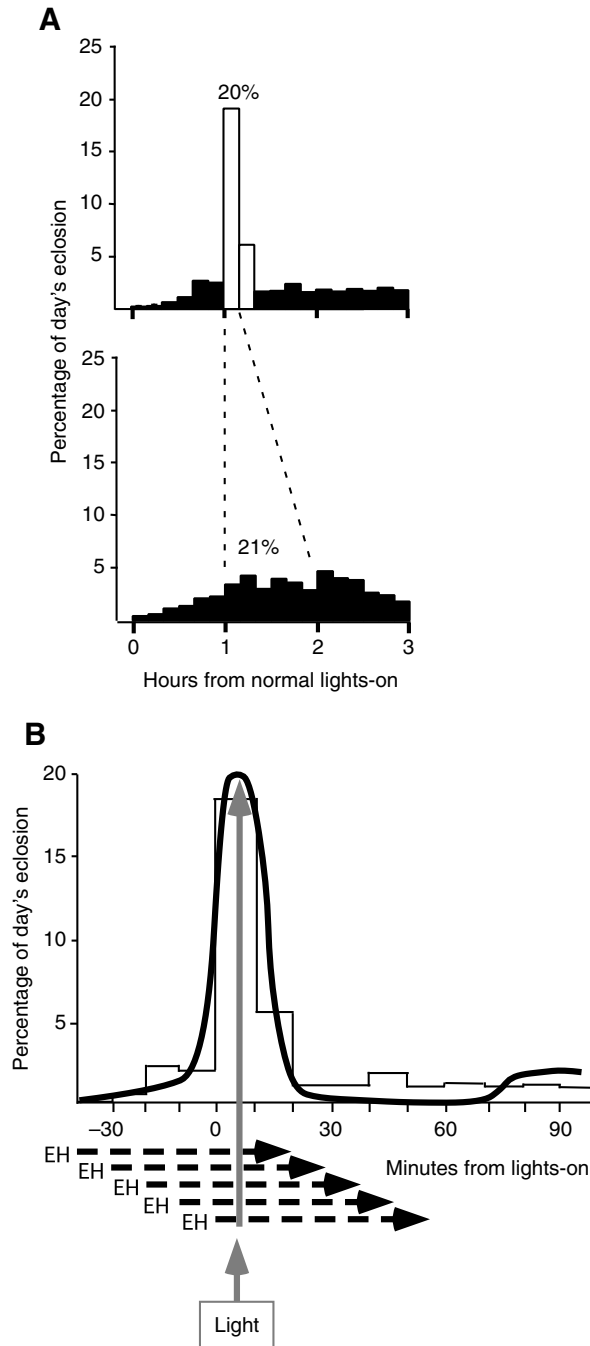 A
25
20%
20
15
10
5
Percentage of day's eclosion
25
20
15
10
21%
5
0 1 2 3
Hours from normal lights-on
B
20
15
10
5
Percentage of day's eclosion
–30 0 30 60 90
EH
Minutes from lights-on
EH
EH
EH
EH
Light